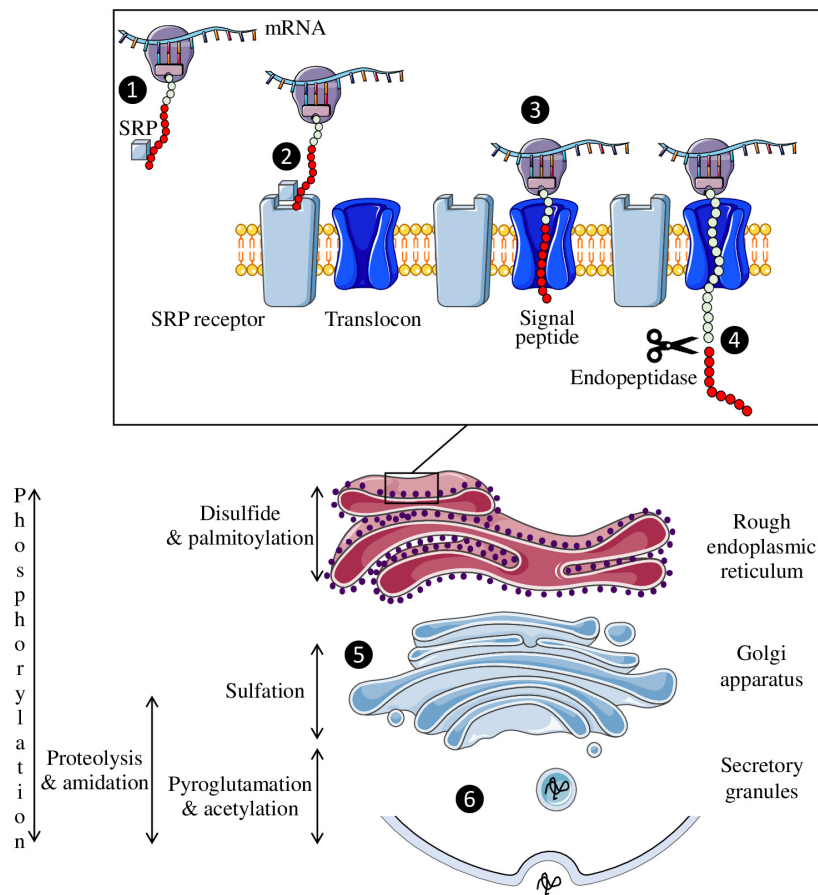 mRNA
1
SRP
2
3
SRP receptor
Translocon
Signal
peptide
4
Endopeptidase
Phosphorylation
Disulfide
& palmitoylation
Rough
endoplasmic
reticulum
5
Sulfation
Golgi
apparatus
Proteolysis
& amidation
Pyroglutamation
& acetylation
6
Secretory
granules